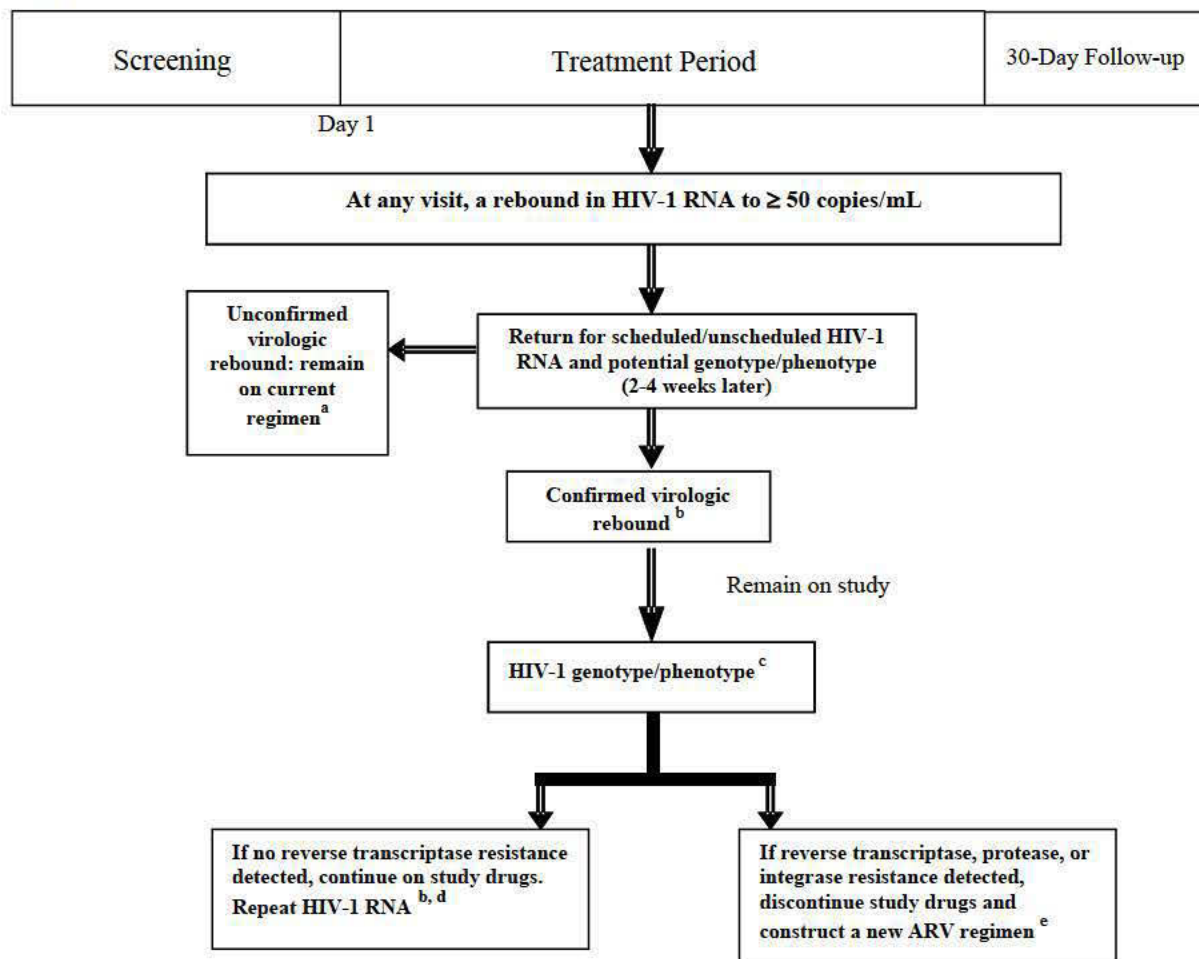 Screening
Treatment Period
30-Day Follow-up
Day 1
At any visit, a rebound in HIV-1 RNA to ≥ 50 copies/mL
Unconfirmed
virologic
rebound: remain
on current
regimen a
Return for scheduled/unscheduled HIV-1
RNA and potential genotype/phenotype
(2-4 weeks later)
Confirmed virologic
rebound b
Remain on study
HIV-1 genotype/phenotype c
If no reverse transcriptase resistance
detected, continue on study drugs.
Repeat HIV-1 RNA b, d
If reverse transcriptase, protease, or
integrase resistance detected,
discontinue study drugs and
construct a new ARV regimen e